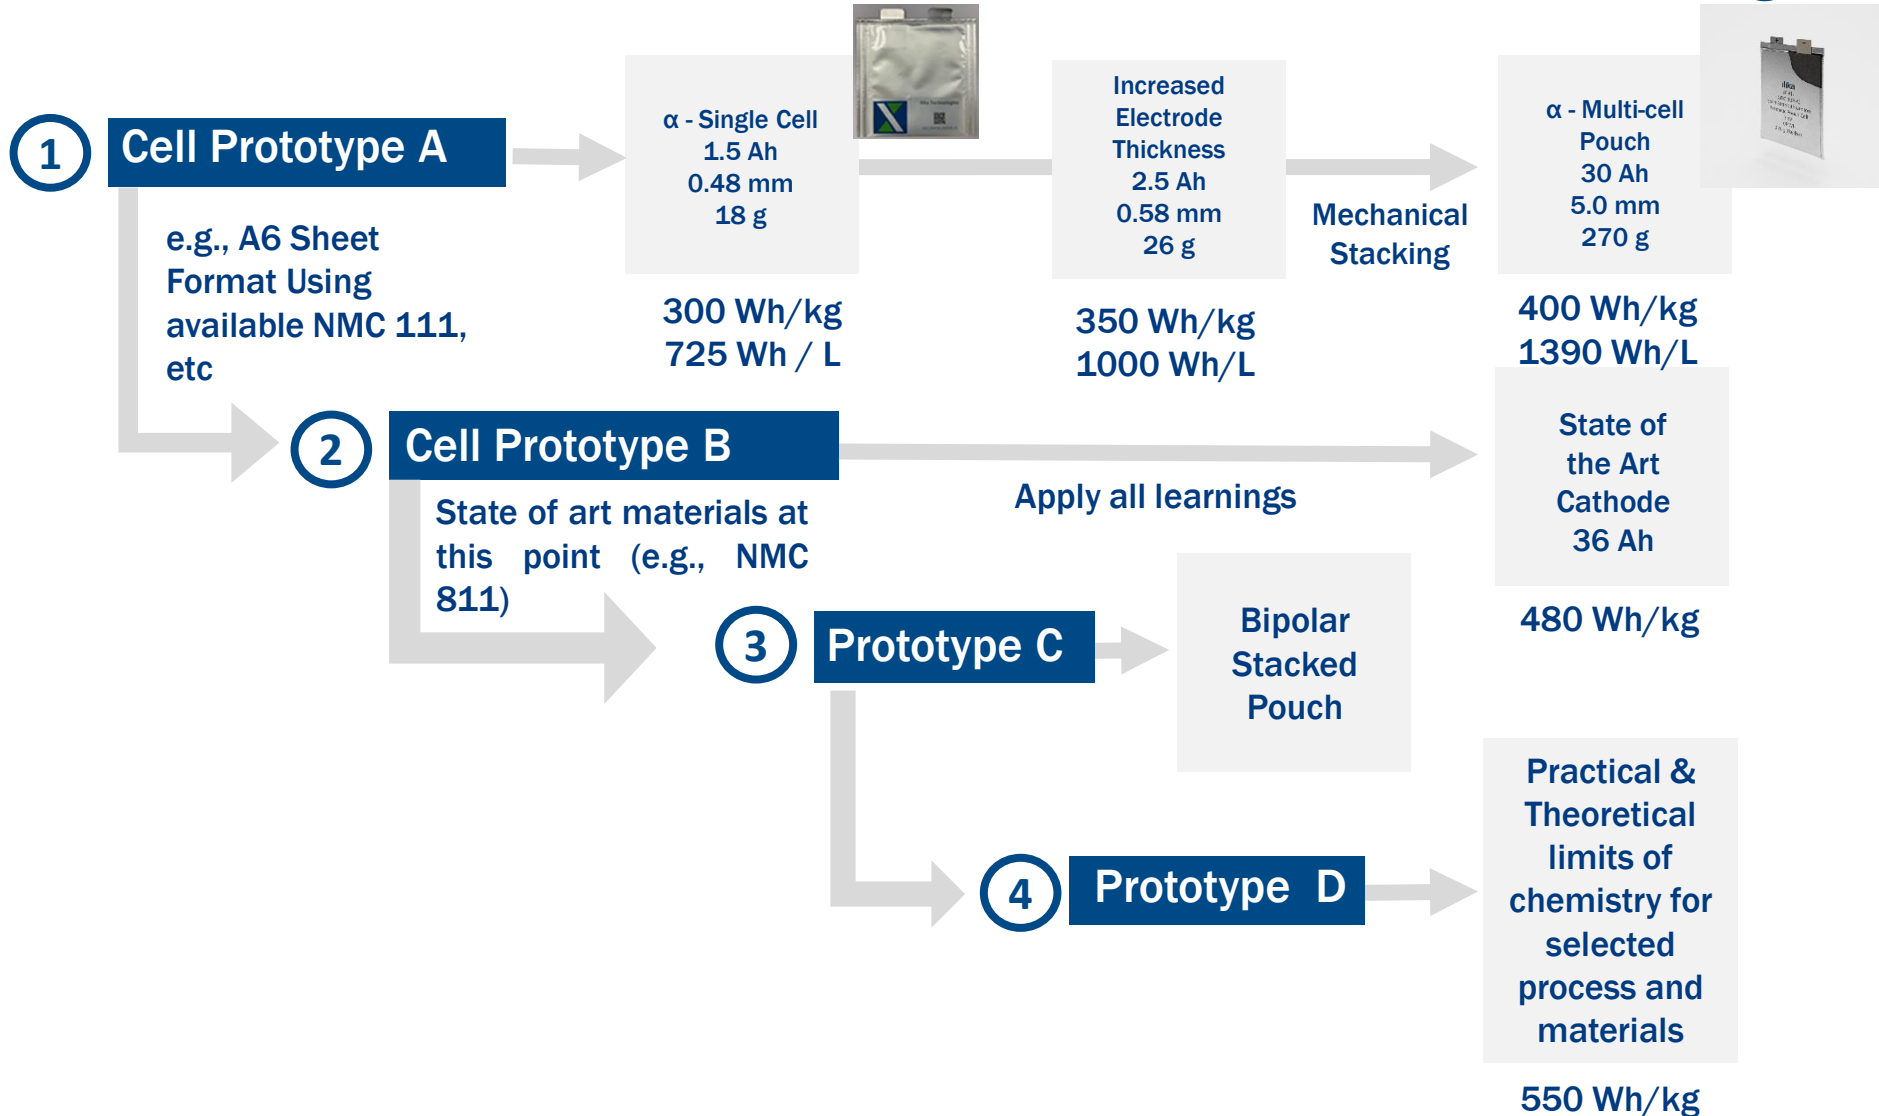 1
Cell Prototype A
e.g., A6 Sheet
Format Using
available NMC 111,
etc
α - Single Cell
1.5 Ah
0.48 mm
18 g
300 Wh/kg
725 Wh / L
Increased
Electrode
Thickness
2.5 Ah
0.58 mm
26 g
350 Wh/kg
1000 Wh/L
Mechanical
Stacking
α - Multi-cell
Pouch
30 Ah
5.0 mm
270 g
ilika
400 Wh/kg
1390 Wh/L
2
Cell Prototype B
State of art materials at
this point (e.g., NMC
811)
Apply all learnings
State of
the Art
Cathode
36 Ah
480 Wh/kg
3
Prototype C
Bipolar
Stacked
Pouch
4
Prototype D
Practical &
Theoretical
limits of
chemistry for
selected
process and
materials
550 Wh/kg